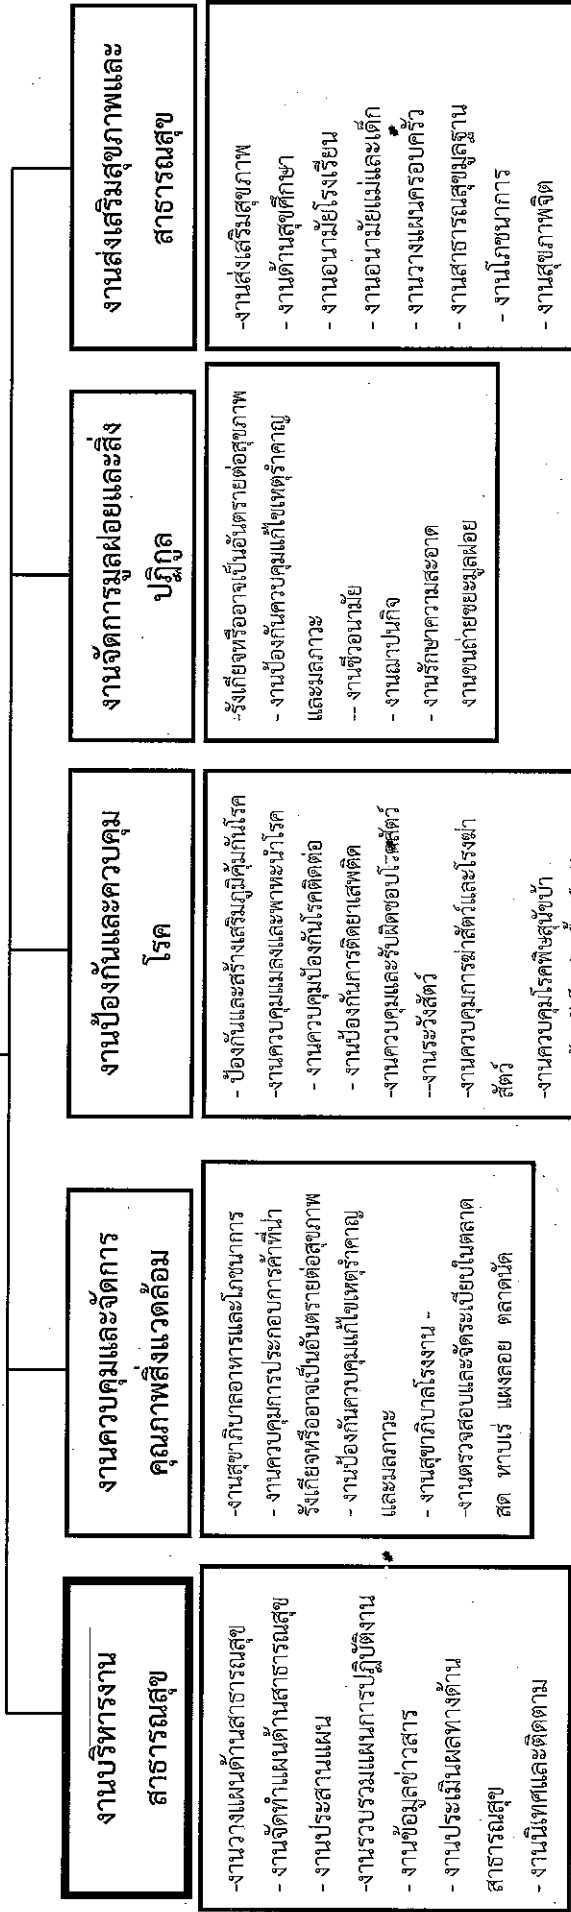 งานบริหารงาน
สาธารณสุข
-งานวางแผนด้านสาธารณสุข
- งานจัดทำแผนด้านสาธารณสุข
- งานประสานแผน
-งานรวบรวมแผนการปฏิบัติงาน
- งานข้อมูลข่าวสาร
- งานประเมินผลทางด้าน
สาธารณสุข
- งานนิเทศและติดตาม
งานควบคุมและจัดการ
คุณภาพสิ่งแวดล้อม
-งานสุขาภิบาลอาหารและโภชนาการ
- งานควบคุมการประกอบการค้าที่น่า
รังเกียจหรืออาจเป็นอันตรายต่อสุขภาพ
- งานป้องกันควบคุมแก้ไขเหตุรำคาญ
และมลภาวะ
- งานสุขาภิบาลโรงงาน -
-งานตรวจสอบและจัดระเบียบในตลาด
สด หาบเร่ แผงลอย ตลาดนัด
งานป้องกันและควบคุม
โรค
- ป้องกันและสร้างเสริมภูมิคุ้มกันโรค
-งานควบคุมแมลงและพาหะนำโรค
- งานควบคุมป้องกันโรคติดต่อ
- งานป้องกันการติดยาเสพติด
-งานควบคุมและรับผิดชอบโรคสัตว์
--งานระวังสัตว์
-งานควบคุมการฆ่าสัตว์และโรงฆ่า
สัตว์
-งานควบคุมโรคพิษสุนัขบ้า
งานจัดการมูลฝอยและสิ่ง
ปฏิกูล
-รังเกียจหรืออาจเป็นอันตรายต่อสุขภาพ
- งานป้องกันควบคุมแก้ไขเหตุรำคาญ
และมลภาวะ
-- งานชีวอนามัย
- งานฌาปนกิจ
- งานรักษาความสะอาด
งานขนถ่ายขยะมูลฝอย
งานส่งเสริมสุขภาพและ
สาธารณสุข
-งานส่งเสริมสุขภาพ
- งานด้านสุขศึกษา
- งานอนามัยโรงเรียน
- งานอนามัยแม่และเด็ก
- งานวางแผนครอบครัว
- งานสาธารณสุขมูลฐาน
- งานโภชนาการ
- งานสุขภาพจิต